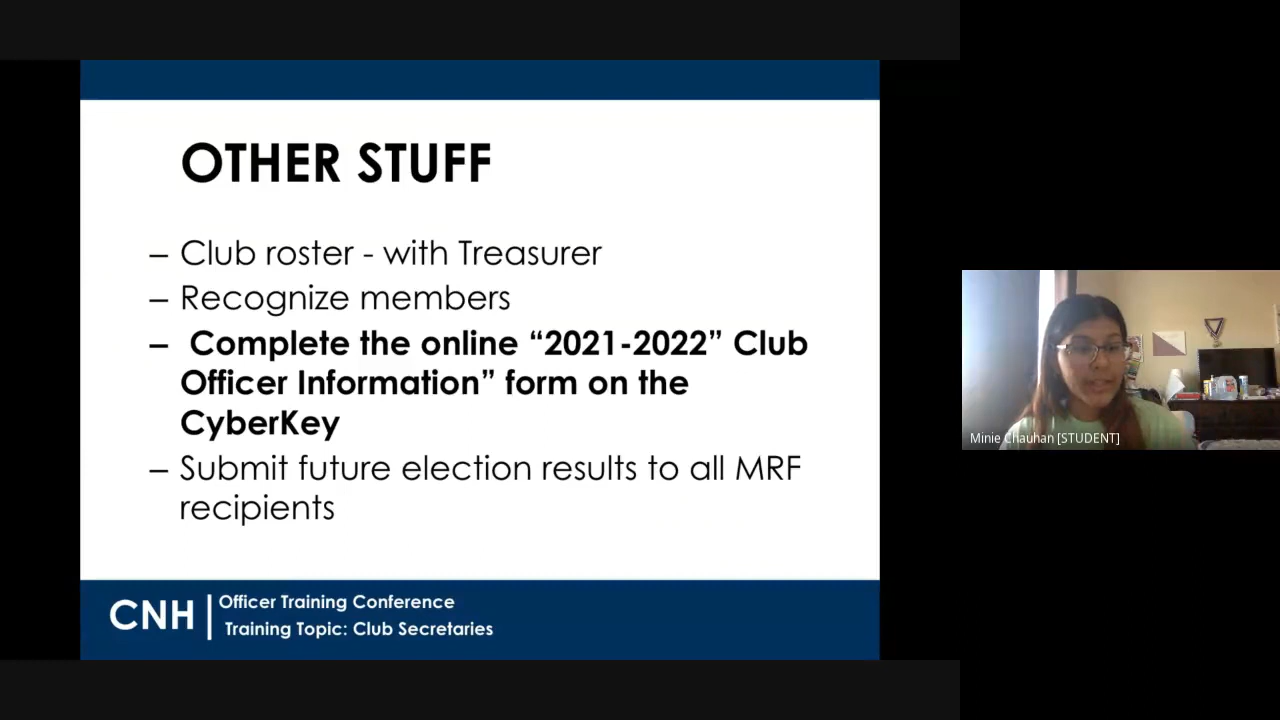 OTHER STUFF
– Club roster - with Treasurer
– Recognize members
– Complete the online “2021-2022” Club
Officer Information” form on the
CyberKey
– Submit future election results to all MRF
recipients
CNH
Officer Training Conference
Training Topic: Club Secretaries
Minie Chauhan [STUDENT]